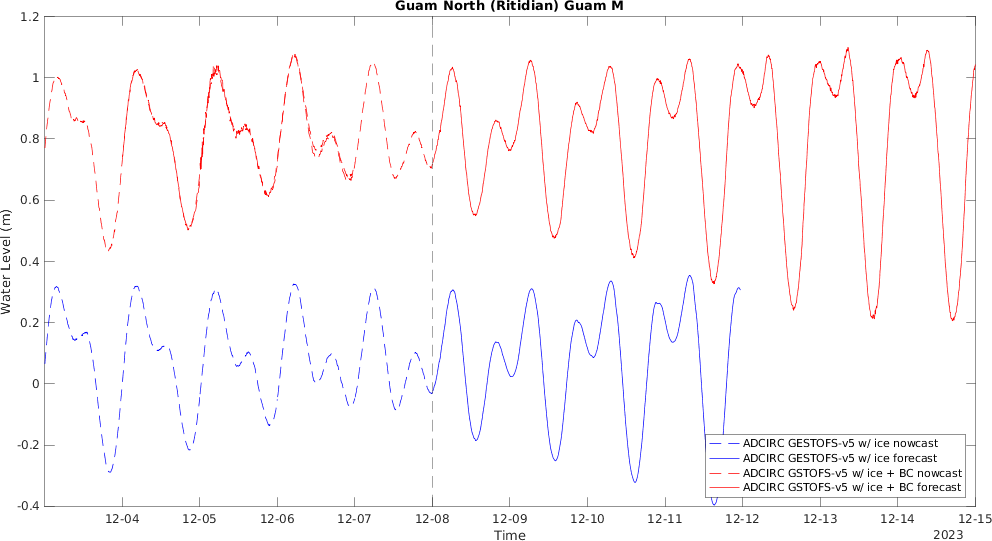 Guam North (Ritidian) Guam M
Water Level (m)
1.2
1
0.8
0.6
0.4
0.2
0
-0.2
-0.4
12-04 12-05 12-06 12-07 12-08 12-09 12-10 12-11 12-12 12-13 12-14 12-15
Time
2023
ADCIRC GESTOFS-v5 w/ ice nowcast
ADCIRC GESTOFS-v5 w/ ice forecast
ADCIRC GSTOFS-v5 w/ ice + BC nowcast
ADCIRC GSTOFS-v5 w/ ice + BC forecast